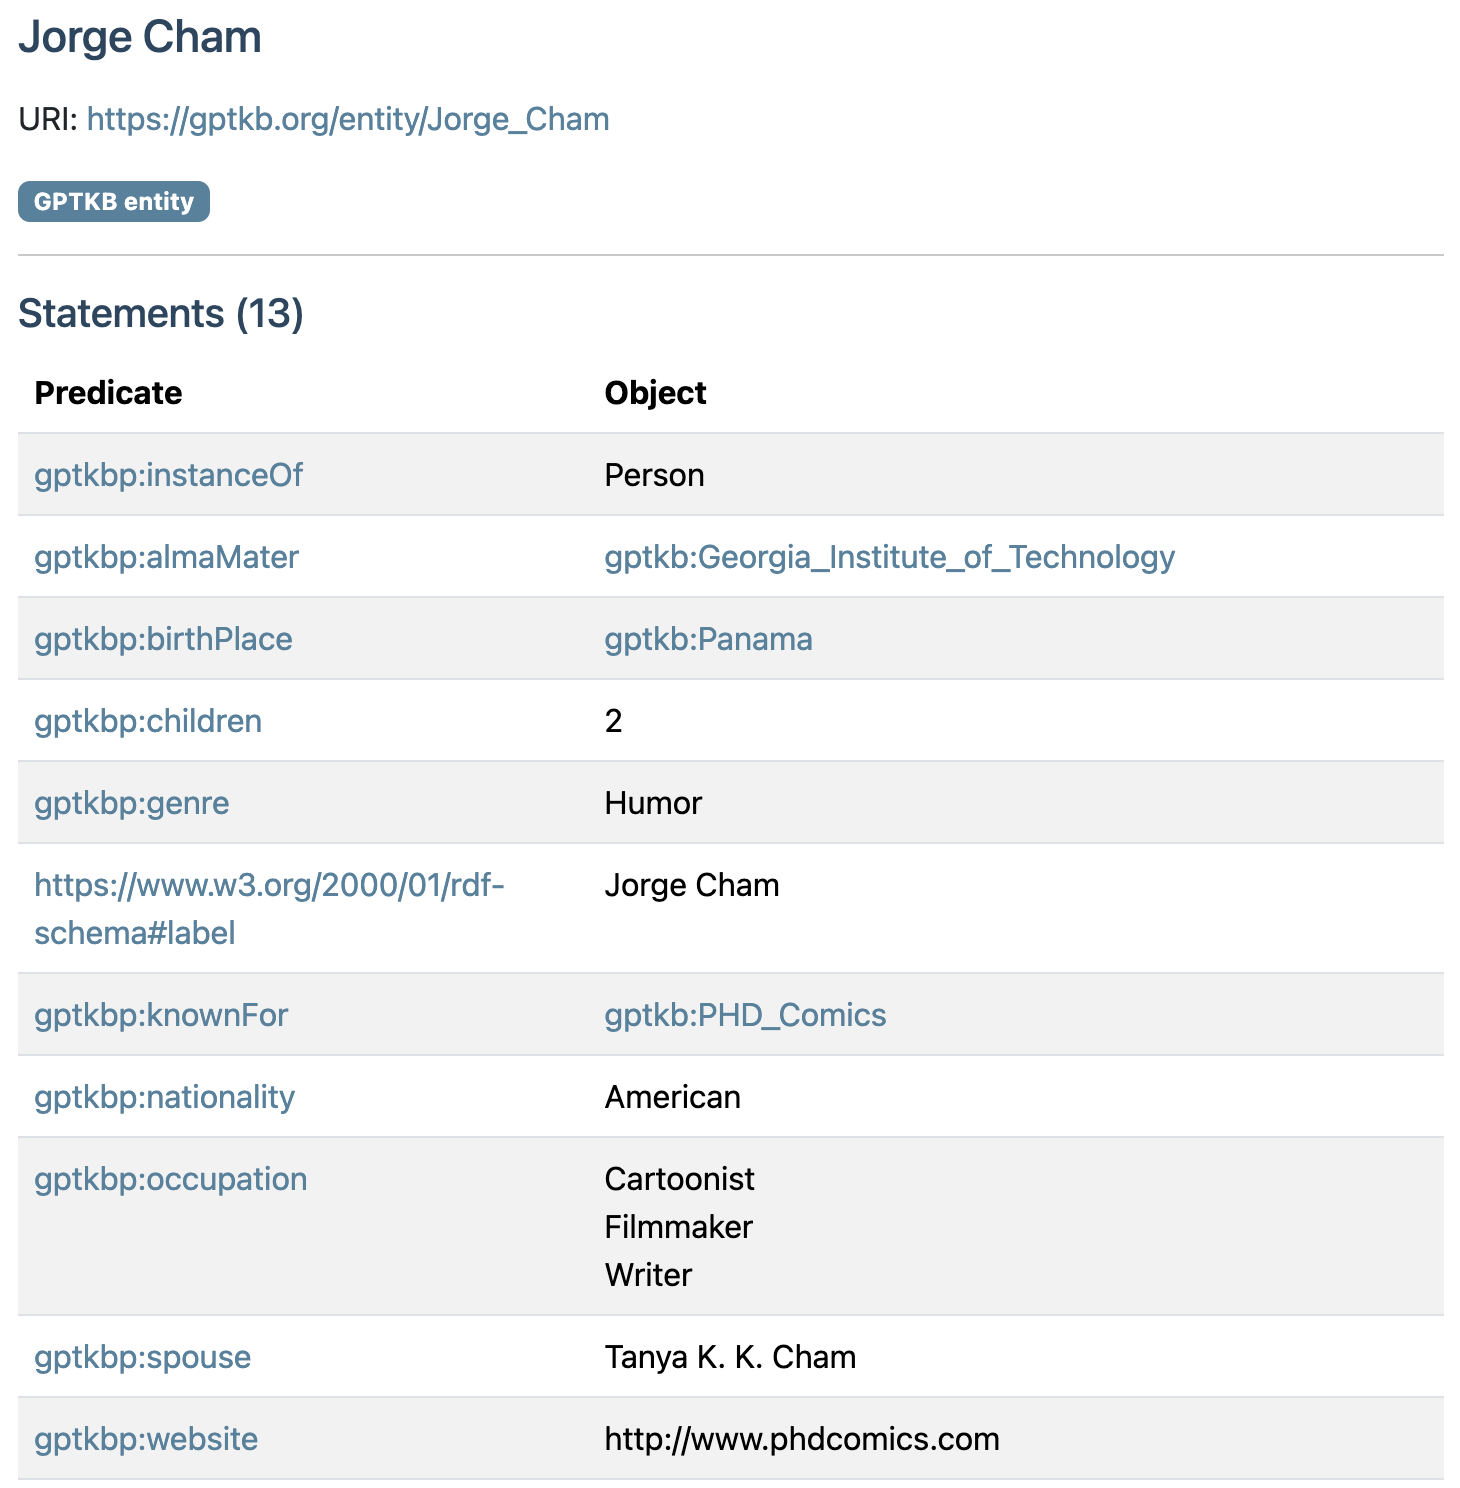 Jorge Cham
URI: https://gptkb.org/entity/Jorge_Cham
GPTKB entity
Statements (13)
Predicate Object
gptkbp:instanceOf Person
gptkbp:almaMater gptkb:Georgia_Institute_of_Technology
gptkbp:birthPlace gptkb:Panama
gptkbp:children 2
gptkbp:genre Humor
https://www.w3.org/2000/01/rdf- Jorge Cham
schema#label
gptkbp:knownFor gptkb:PHD_Comics
gptkbp:nationality American
gptkbp:occupation Cartoonist
Filmmaker
Writer
gptkbp:spouse Tanya K. K. Cham
gptkbp:website http://www.phdcomics.com